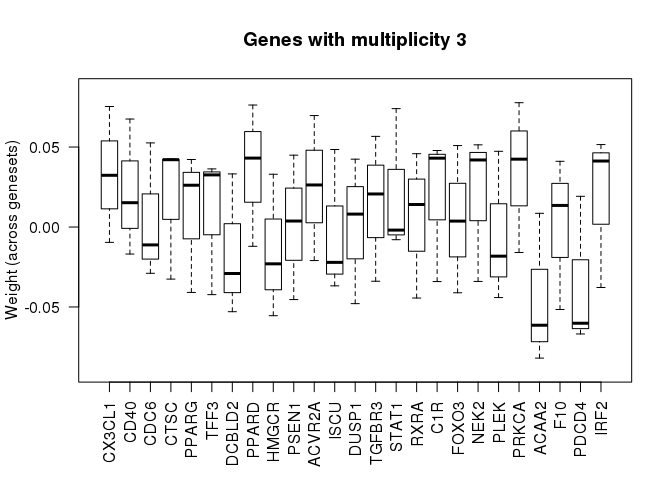 Genes with multiplicity 3
Weight (across genesets)
0.05
0.00
-0.05
CX3CL1
CD40
CDC6
CTSC
PPARG
TFF3
DCBLD2
PPARD
HMGCR
PSEN1
ACVR2A
ISCU
DUSP1
TGFBR3
STAT1
RXRA
C1R
FOXO3
NEK2
PLEK
PRKCA
ACAA2
F10
PDCD4
IRF2